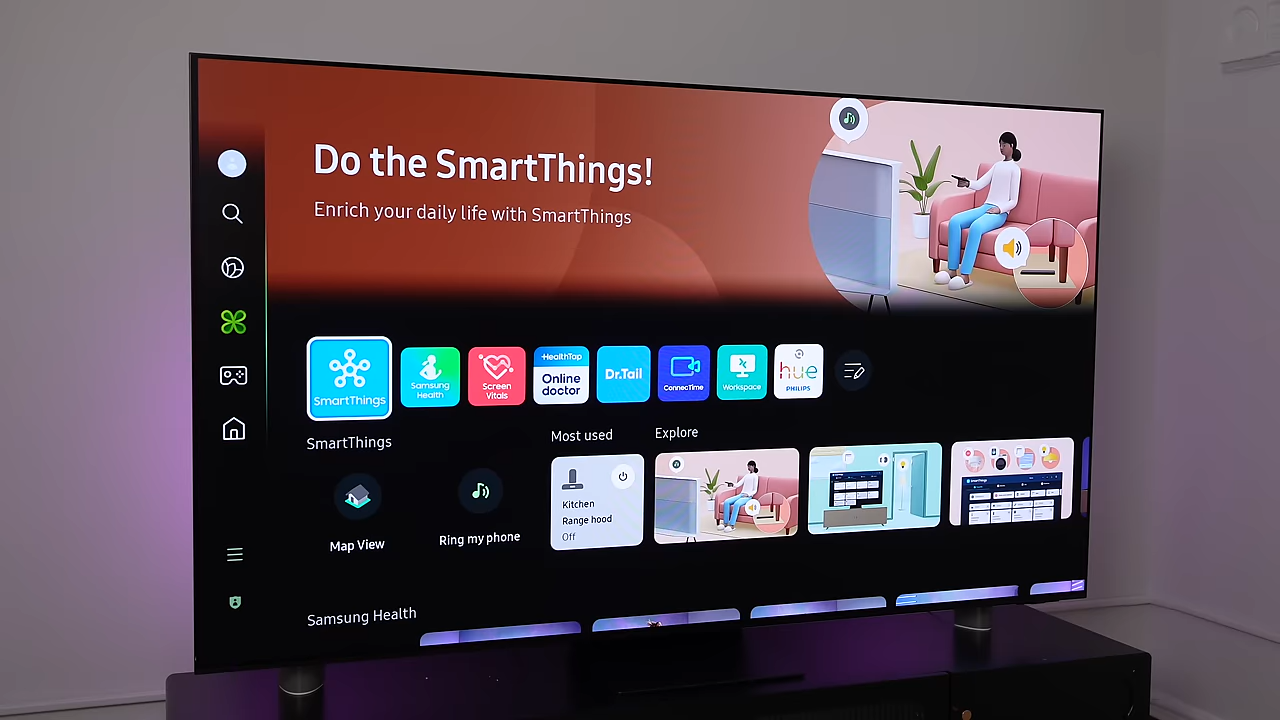 Do the SmartThings!
Enrich your daily life with SmartThings
SmartThings
Samsung
Health
Screen
Vitals
+HealthTap
Online
doctor
Dr.Tail
ConnecTime
Workspace
hue
PHILIPS
SmartThings
Most used
Explore
Map View
Ring my phone
Kitchen
Range hood
Off
Samsung Health